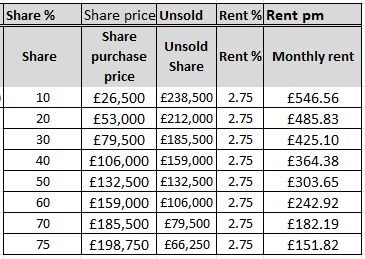 Share % Share price Unsold Rent % Rent pm
Share Share purchase price Unsold Share Rent % Monthly rent
10 £26,500 £238,500 2.75 £546.56
20 £53,000 £212,000 2.75 £485.83
30 £79,500 £185,500 2.75 £425.10
40 £106,000 £159,000 2.75 £364.38
50 £132,500 £132,500 2.75 £303.65
60 £159,000 £106,000 2.75 £242.92
70 £185,500 £79,500 2.75 £182.19
75 £198,750 £66,250 2.75 £151.82